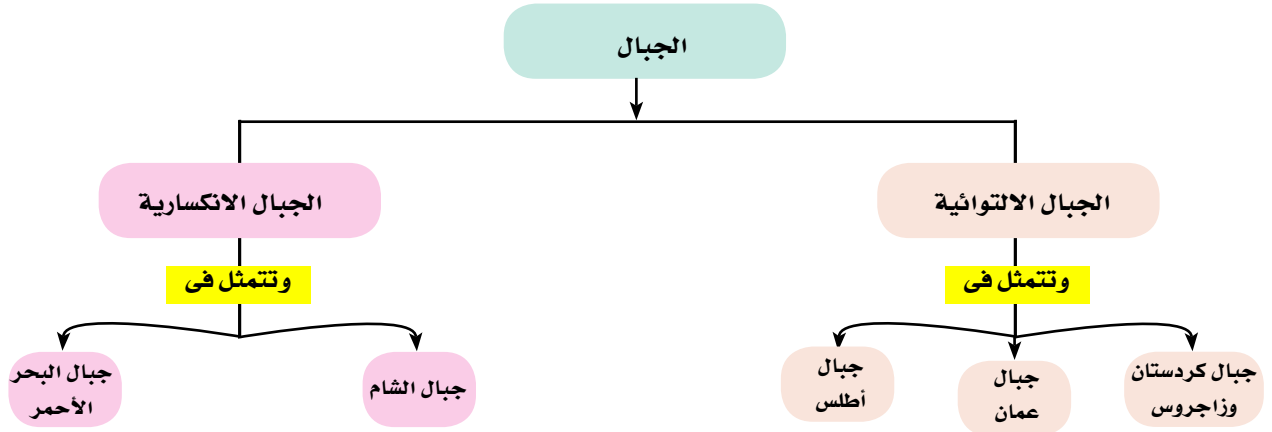 الجبال
الجبال الالتوائية
وتتمثل فى
جبال كردستان
وزاجروس
جبال
عمان
جبال
أطلس
الجبال الانكسارية
وتتمثل فى
جبال الشام
جبال البحر
الأحمر